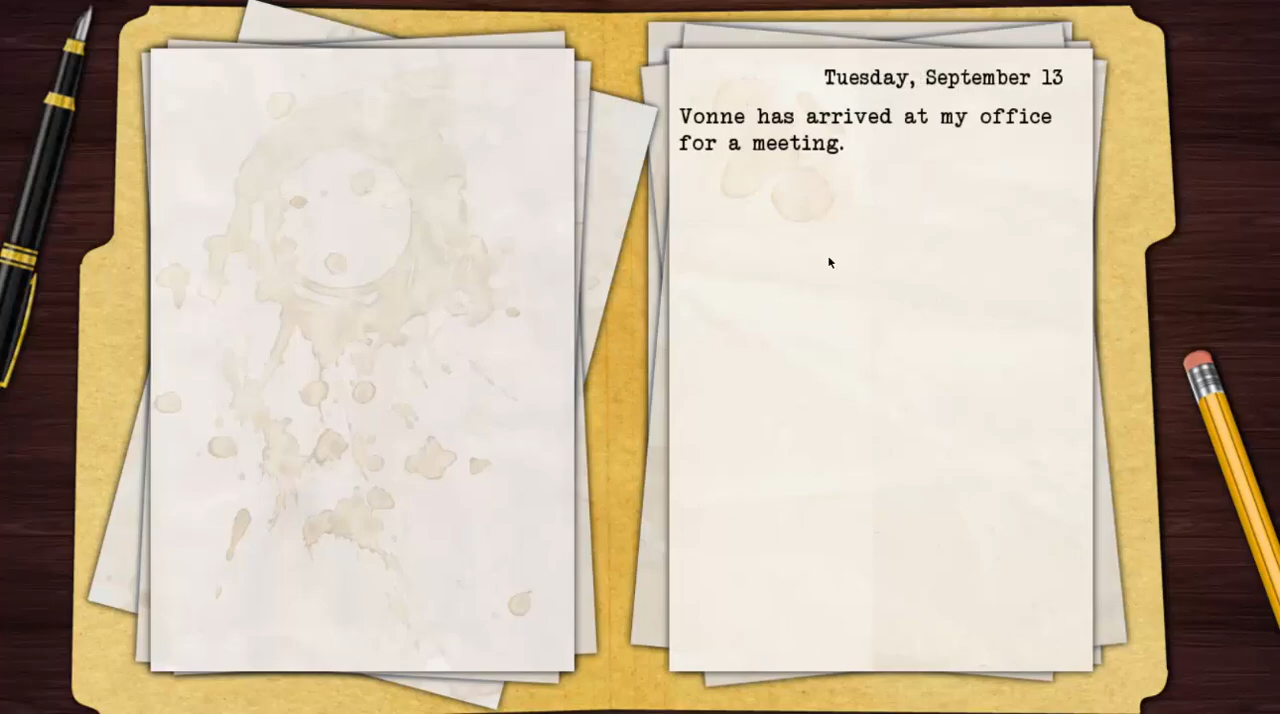 Tuesday, September 13
Vonne has arrived at my office
for a meeting.